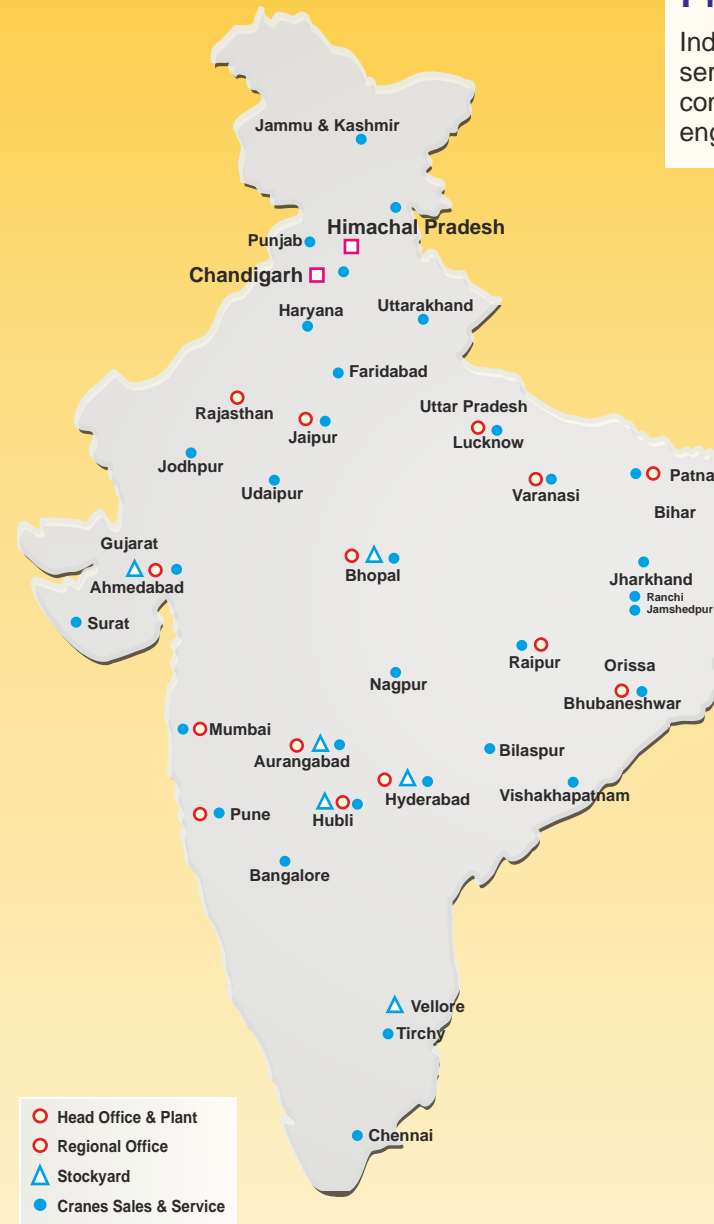 Ind
ser
con
eng
Jammu & Kashmir
Himachal Pradesh
Punjab
Chandigarh
Haryana
Uttarakhand
Faridabad
Rajasthan
Uttar Pradesh
Jaipur
Lucknow
Jodhpur
Udaipur
Varanasi
Patna
Bihar
Gujarat
Ahmedabad
Bhopal
Jharkhand
Ranchi
Jamshedpur
Surat
Raipur
Orissa
Nagpur
Bhubaneshwar
Mumbai
Aurangabad
Bilaspur
Hyderabad
Vishakhapatnam
Pune
Hubli
Bangalore
Vellore
Tirchy
Chennai
Head Office & Plant
Regional Office
Stockyard
Cranes Sales & Service